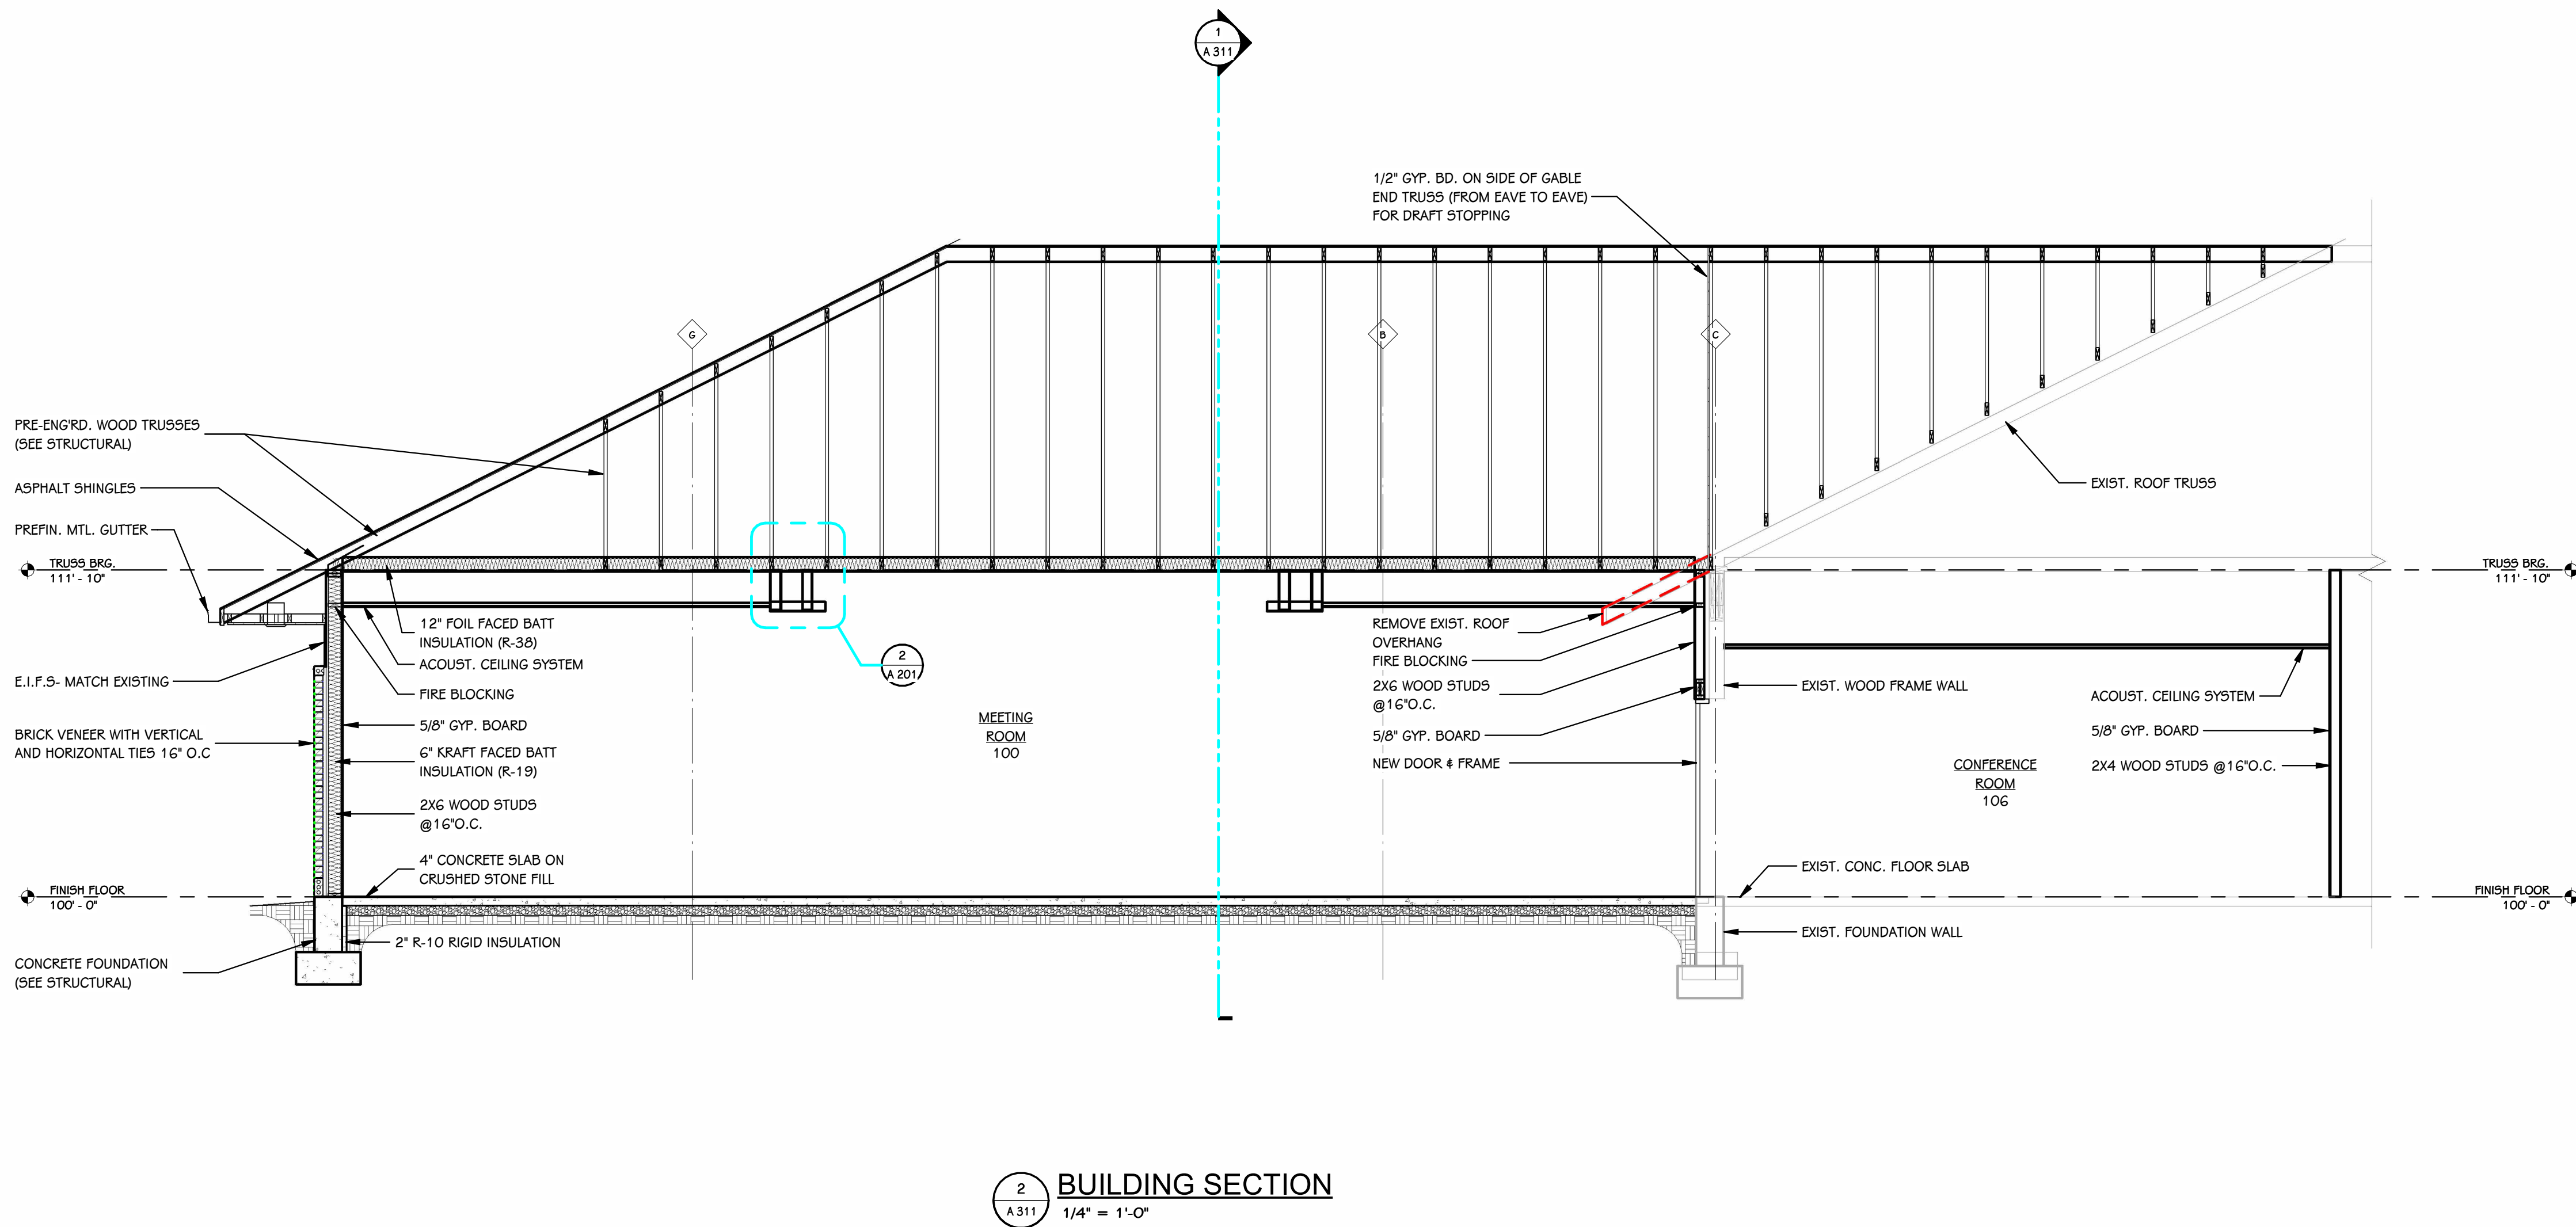 1
A 311
1/2" GYP. BD. ON SIDE OF GABLE
END TRUSS (FROM EAVE TO EAVE)
FOR DRAFT STOPPING
G
B
C
PRE-ENG'RD. WOOD TRUSSES
(SEE STRUCTURAL)
ASPHALT SHINGLES
PREFIN. MTL. GUTTER
TRUSS BRG.
111' - 10"
E.I.F.S- MATCH EXISTING
BRICK VENEER WITH VERTICAL
AND HORIZONTAL TIES 16" O.C
FINISH FLOOR
100' - 0"
CONCRETE FOUNDATION
(SEE STRUCTURAL)
12" FOIL FACED BATT
INSULATION (R-38)
ACOUST. CEILING SYSTEM
FIRE BLOCKING
5/8" GYP. BOARD
6" KRAFT FACED BATT
INSULATION (R-19)
2X6 WOOD STUDS
@16"O.C.
4" CONCRETE SLAB ON
CRUSHED STONE FILL
2" R-10 RIGID INSULATION
2
A 201
MEETING
ROOM
100
REMOVE EXIST. ROOF
OVERHANG
FIRE BLOCKING
2X6 WOOD STUDS
@16"O.C.
5/8" GYP. BOARD
NEW DOOR & FRAME
EXIST. ROOF TRUSS
EXIST. WOOD FRAME WALL
CONFERENCE
ROOM
106
ACOUST. CEILING SYSTEM
5/8" GYP. BOARD
2X4 WOOD STUDS @16"O.C.
EXIST. CONC. FLOOR SLAB
EXIST. FOUNDATION WALL
TRUSS BRG.
111' - 10"
FINISH FLOOR
100' - 0"
2
A 311
BUILDING SECTION
1/4" = 1'-0"